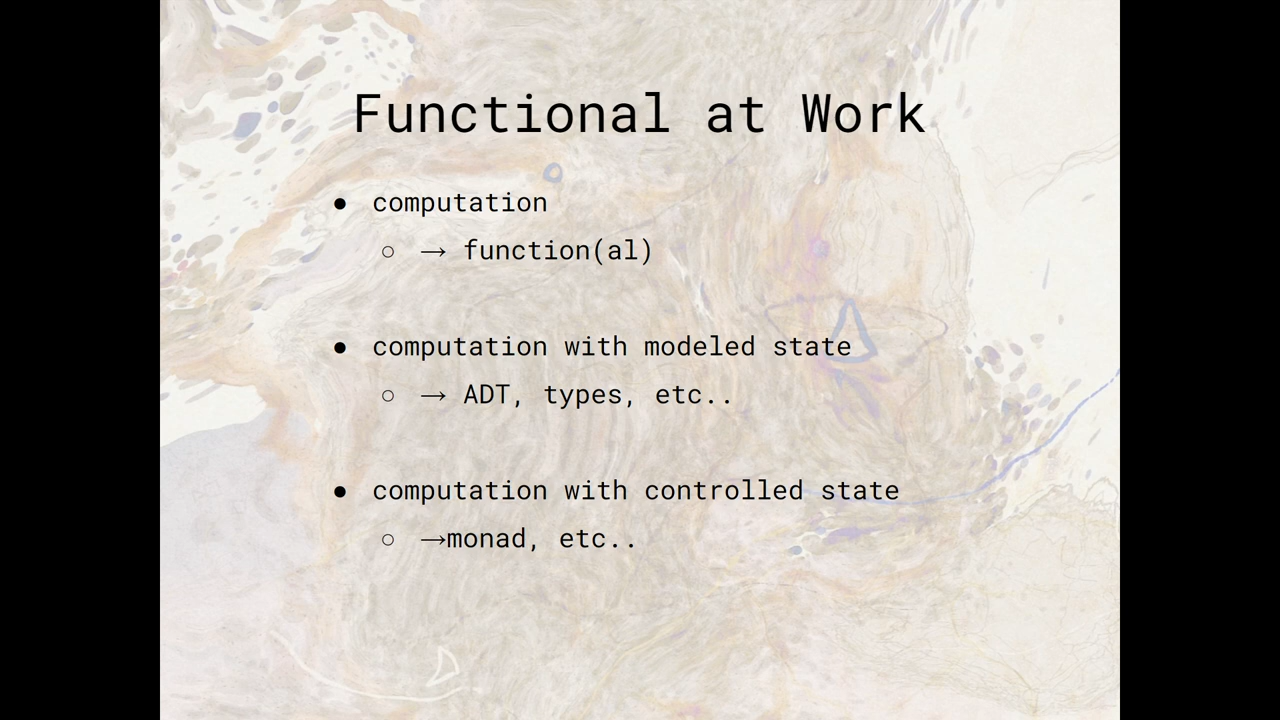 Functional at Work
● computation
○ → function(al)
● computation with modeled state
○ → ADT, types, etc..
● computation with controlled state
○ →monad, etc..